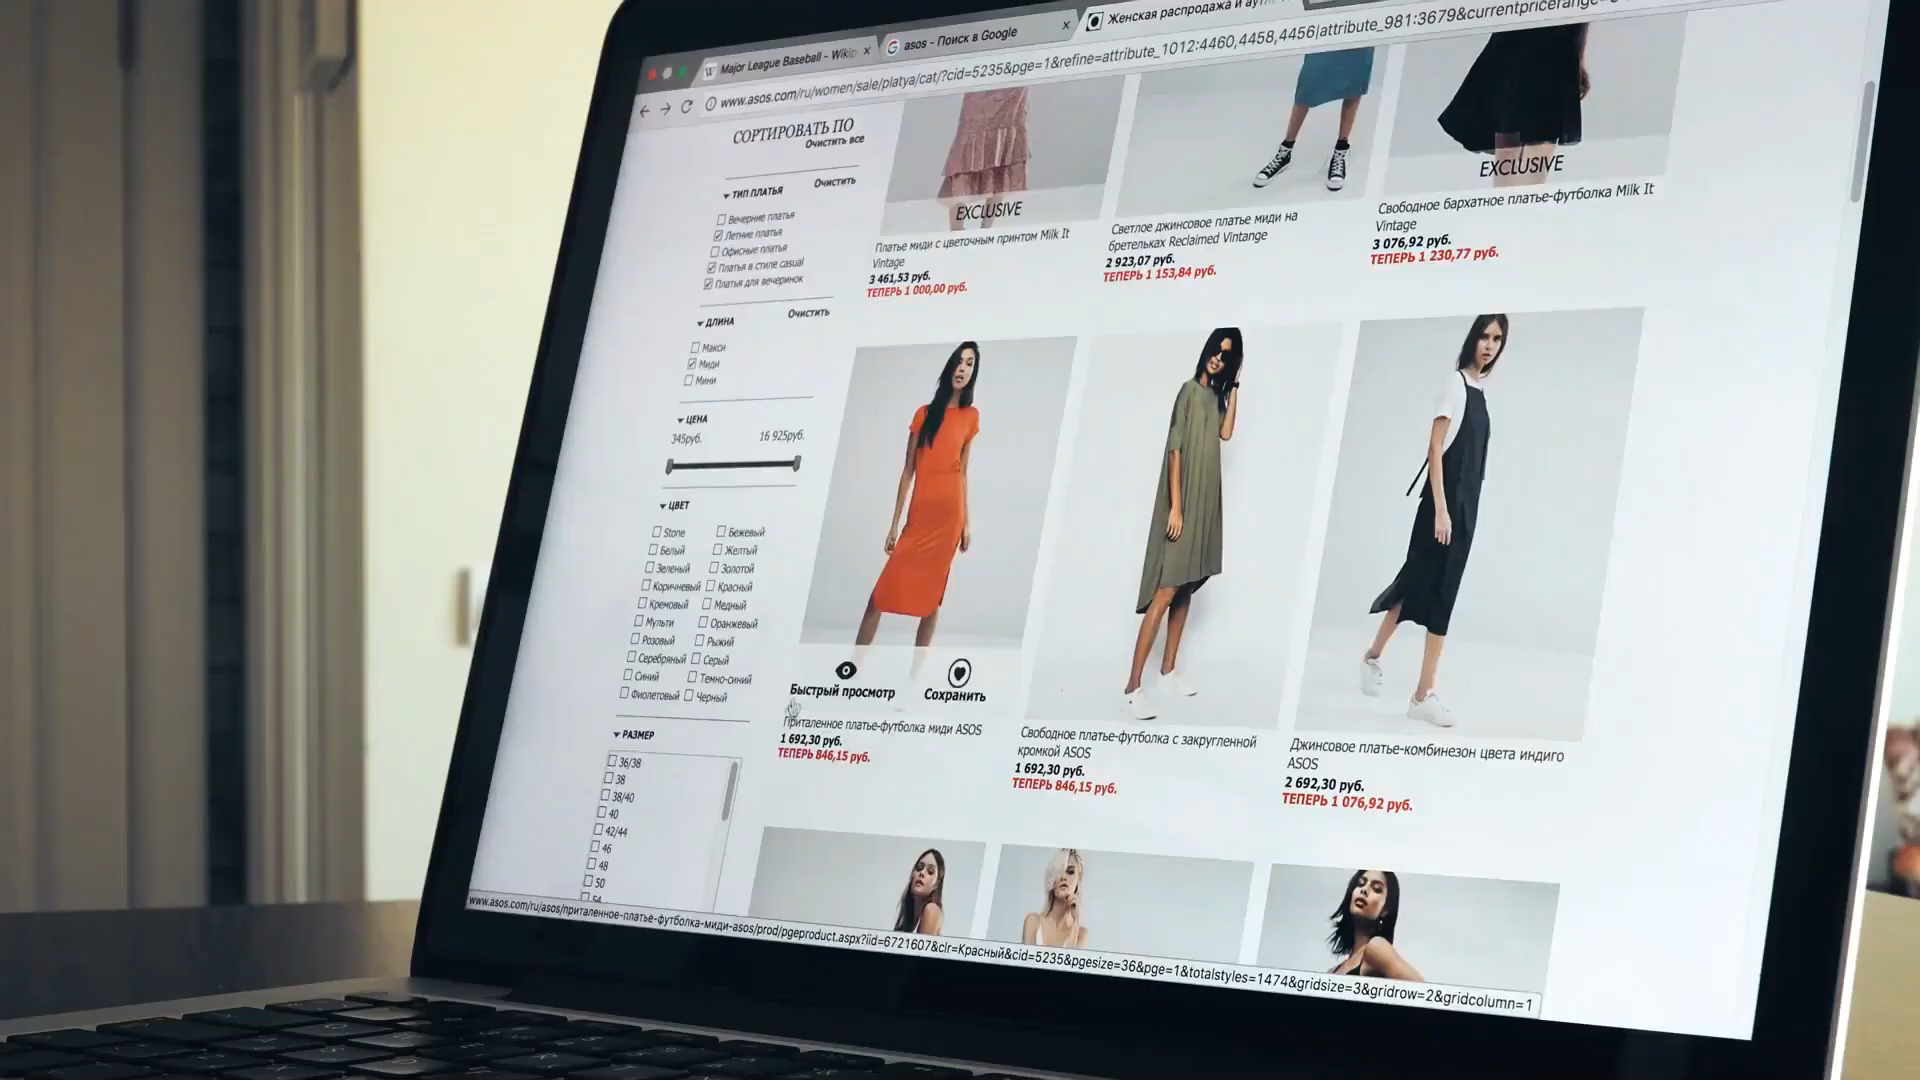 Major League Baseball - Wikip
asos - Поиск в Google
Женская распродажа и аут
www.asos.com/ru/women/sale/platya/cat/?cid=5235&pge=1&refine=attribute_1012:4460,4458,4456|attribute_981:3679&currentpricerange=
СОРТИРОВАТЬ ПО
Очистить все
ТИП ПЛАТЬЯ
Очистить
Вечерние платья
Летние платья
Офисные платья
Платья в стиле casual
Платья для вечеринок
ДЛИНА
Очистить
Макси
Миди
Мини
ЦЕНА
345руб.
16 925руб.
ЦВЕТ
Stone
Бежевый
Белый
Желтый
Зеленый
Золотой
Коричневый
Красный
Кремовый
Медный
Мульти
Оранжевый
Розовый
Рыжий
Серебряный
Серый
Синий
Темно-синий
Фиолетовый
Черный
РАЗМЕР
36/38
38
38/40
40
42/44
46
48
50
54
EXCLUSIVE
Платье миди с цветочным принтом Milk It
Vintage
3 461,53 руб.
ТЕПЕРЬ 1 000,00 руб.
Светлое джинсовое платье миди на
бретельках Reclaimed Vintange
2 923,07 руб.
ТЕПЕРЬ 1 153,84 руб.
EXCLUSIVE
Свободное бархатное платье-футболка Milk It
Vintage
3 076,92 руб.
ТЕПЕРЬ 1 230,77 руб.
Быстрый просмотр
Сохранить
Приталенное платье-футболка миди ASOS
1 692,30 руб.
ТЕПЕРЬ 846,15 руб.
Свободное платье-футболка с закругленной
кромкой ASOS
1 692,30 руб.
ТЕПЕРЬ 846,15 руб.
Джинсовое платье-комбинезон цвета индиго
ASOS
2 692,30 руб.
ТЕПЕРЬ 1 076,92 руб.
www.asos.com/ru/asos/приталенное-платье-футболка-миди-asos/prod/pgeproduct.aspx?iid=6721607&clr=Красный&cid=5235&pgesize=36&pge=1&totalstyles=1474&gridsize=3&gridrow=2&gridcolumn=1